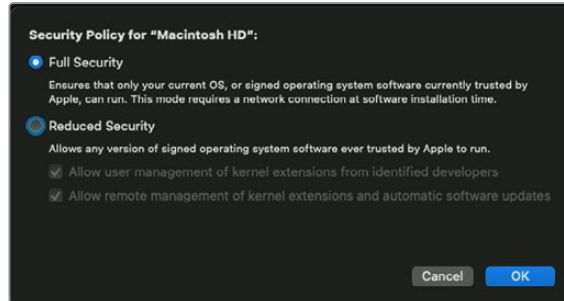 Security Policy for “Macintosh HD”:
Full Security
Ensures that only your current OS, or signed operating system software currently trusted by
Apple, can run. This mode requires a network connection at software installation time.
Reduced Security
Allows any version of signed operating system software ever trusted by Apple to run.
Allow user management of kernel extensions from identified developers
Allow remote management of kernel extensions and automatic software updates
Cancel
OK